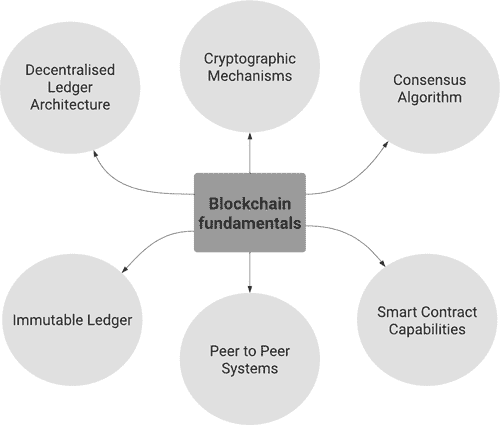 Decentralised
Ledger
Architecture
Cryptographic
Mechanisms
Consensus
Algorithm
Blockchain
fundamentals
Immutable Ledger
Peer to Peer
Systems
Smart Contract
Capabilities